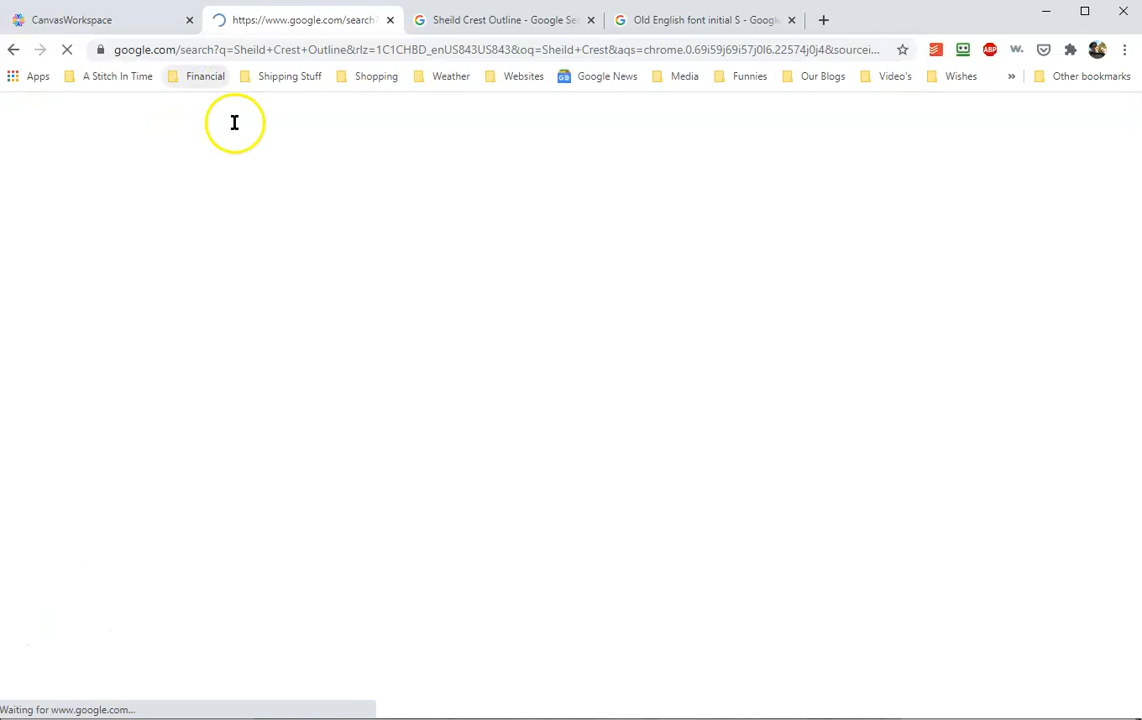 CanvasWorkspace https://www.google.com/search? Sheild Crest Outline - Google Se Old English font initial S - Google
google.com/search?q=Sheild+Crest+Outline&rlz=1C1CHBD_enUS843US843&oq=Sheild+Crest&aqs=chrome.0.69i59j69i57j0l6.22574j0j4&sourcei...
ABP w.
Apps A Stitch In Time Financial Shipping Stuff Shopping Weather Websites GB Google News Media Funnies Our Blogs Video's Wishes » Other bookmarks
Waiting for www.google.com...